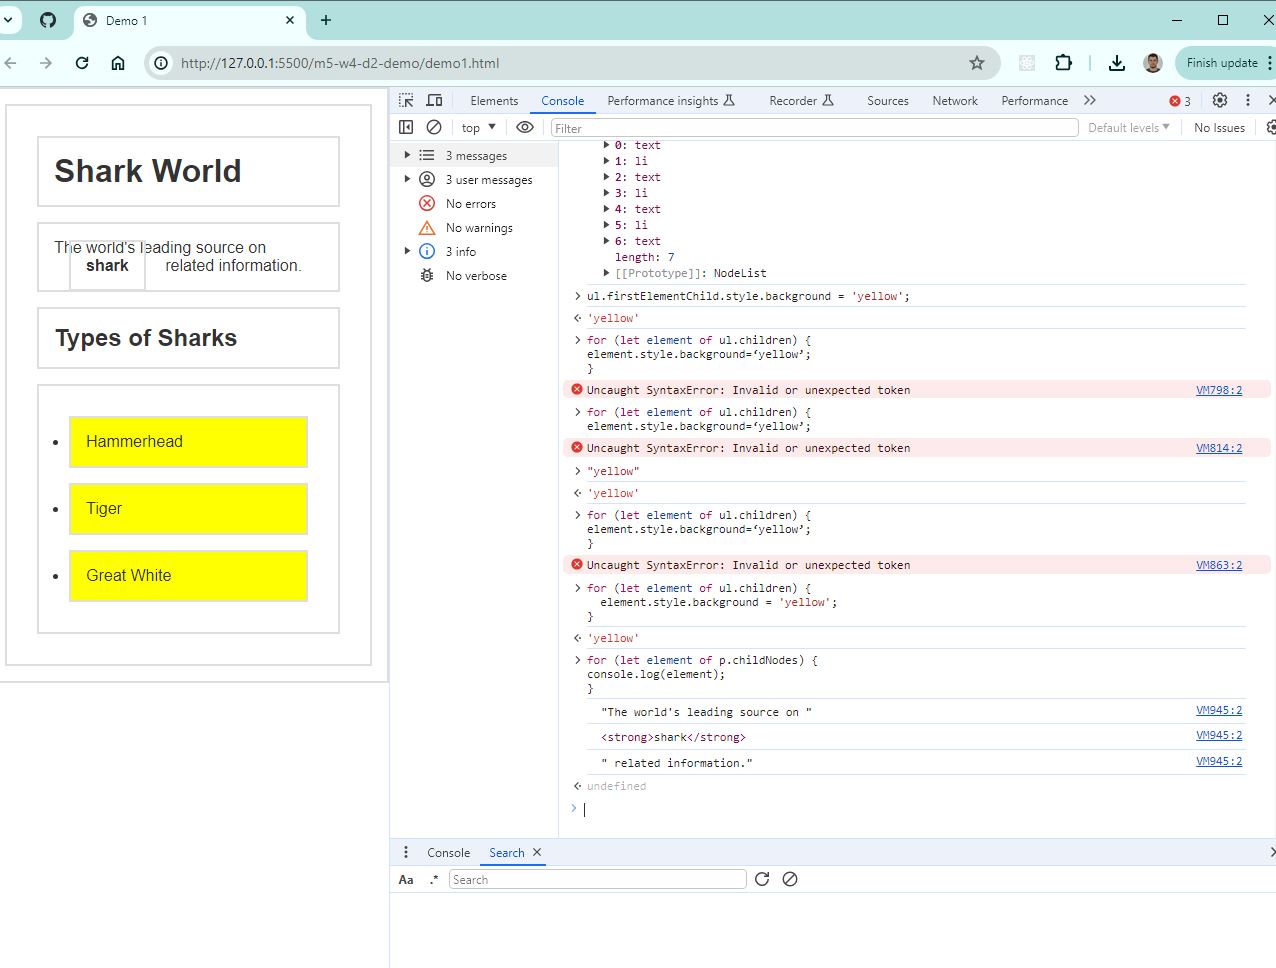 Demo 1
http://127.0.0.1:5500/m5-w4-d2-demo/demo1.html
Finish update
Elements
Console
Performance insights
Recorder
Sources
Network
Performance
3
top
Filter
Default levels
No Issues
Shark World
The world's leading source on
shark related information.
Types of Sharks
Hammerhead
Tiger
Great White
3 messages
3 user messages
No errors
No warnings
3 info
No verbose
0: text
1: li
2: text
3: li
4: text
5: li
6: text
length: 7
[[Prototype]]: NodeList
ul.firstElementChild.style.background = 'yellow';
'yellow'
for (let element of ul.children) {
element.style.background=‘yellow’;
}
Uncaught SyntaxError: Invalid or unexpected token VM798:2
for (let element of ul.children) {
element.style.background=‘yellow’;
Uncaught SyntaxError: Invalid or unexpected token VM814:2
"yellow"
'yellow'
for (let element of ul.children) {
element.style.background=‘yellow’;
}
Uncaught SyntaxError: Invalid or unexpected token VM863:2
for (let element of ul.children) {
element.style.background = 'yellow';
}
'yellow'
for (let element of p.childNodes) {
console.log(element);
}
"The world's leading source on " VM945:2
<strong>shark</strong> VM945:2
" related information." VM945:2
undefined
Console
Search
Aa
.*
Search